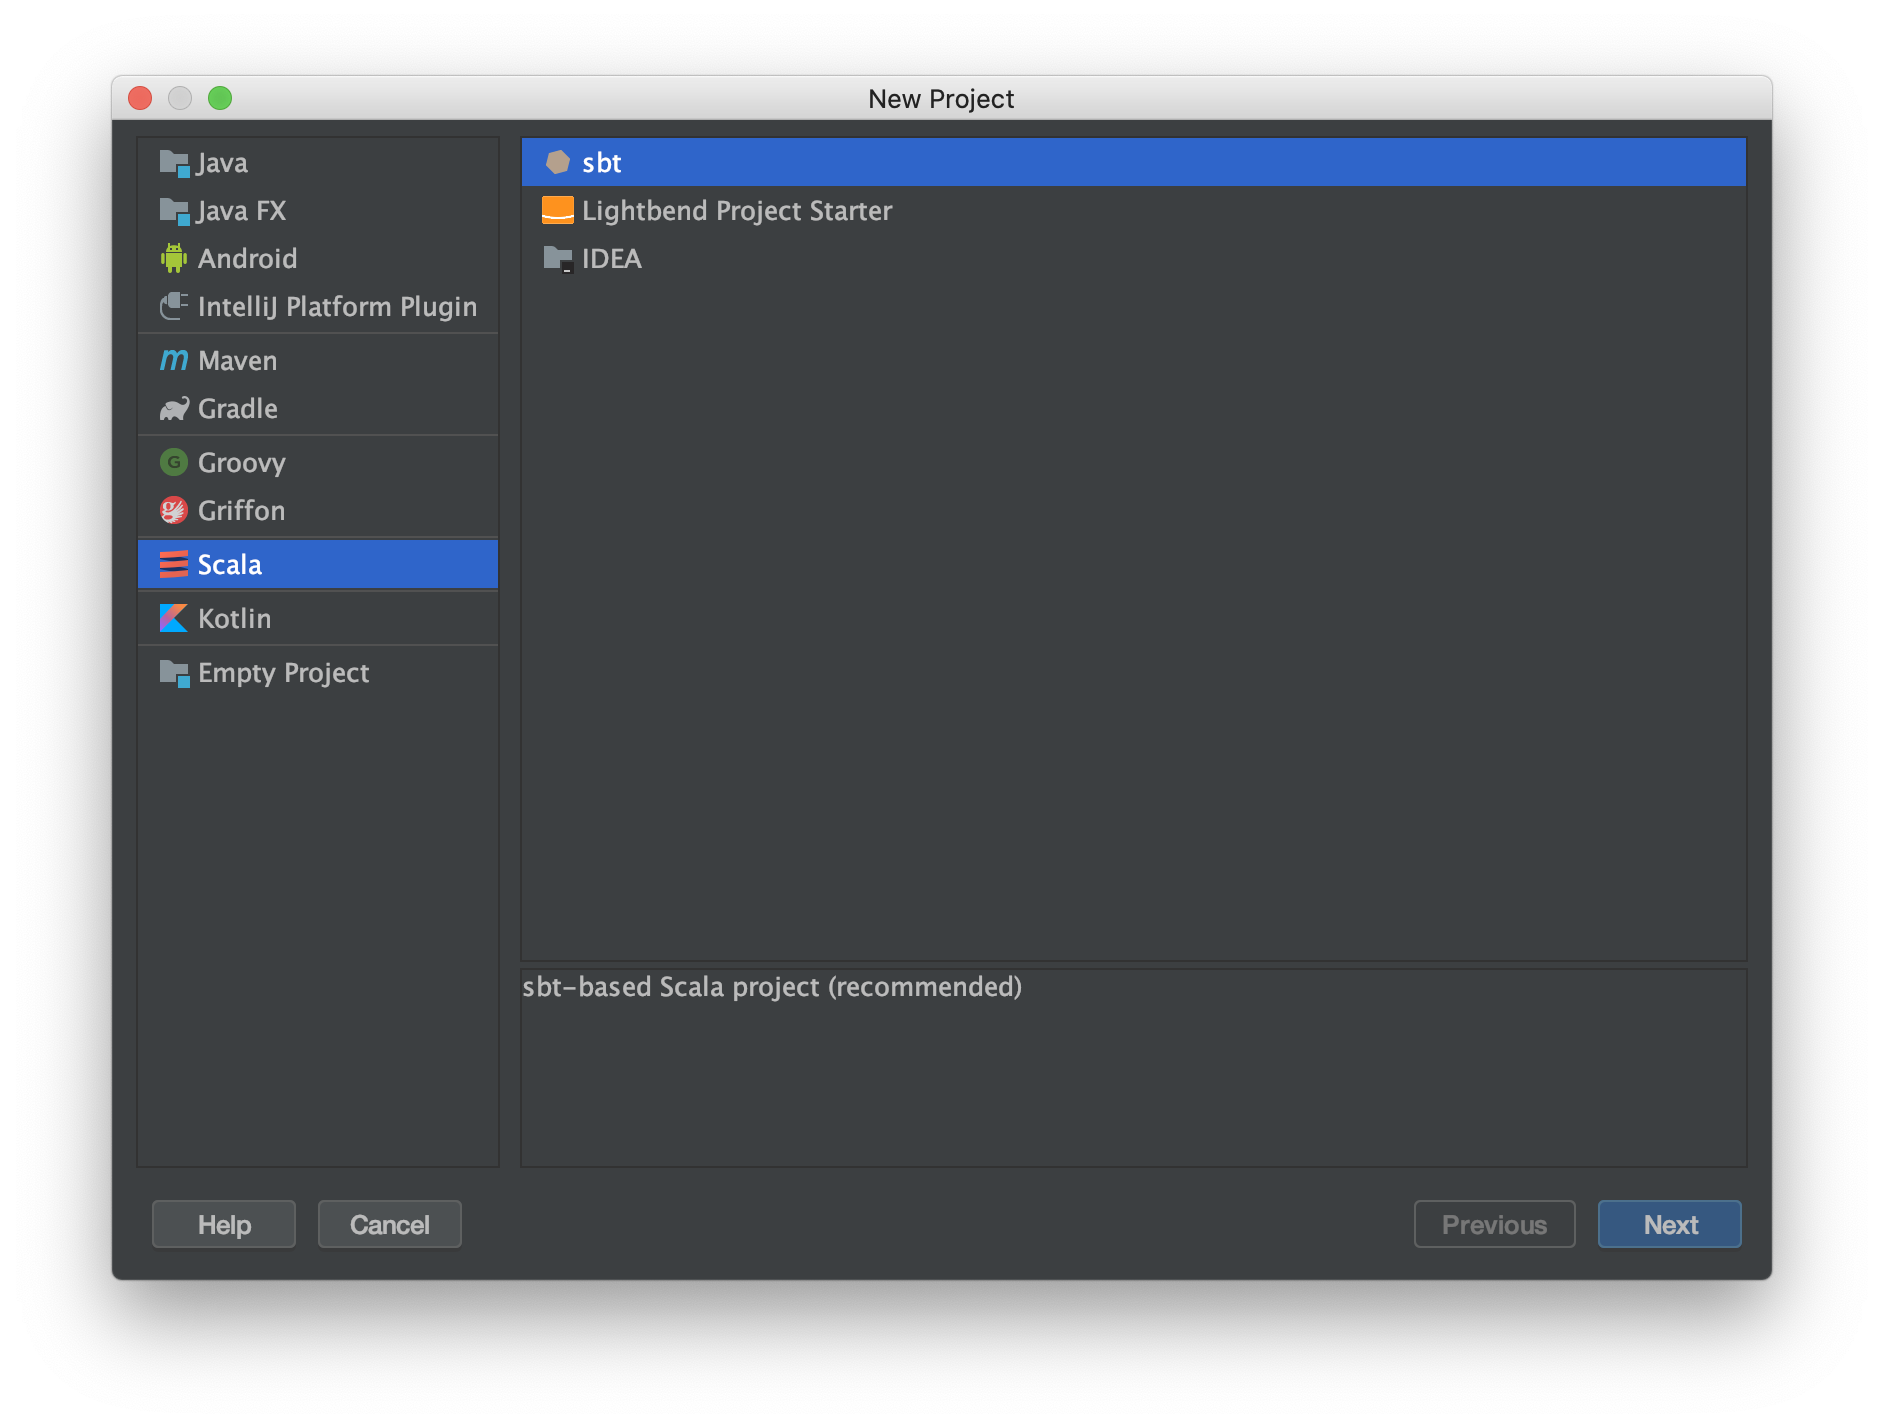 New Project
Java
Java FX
Android
IntelliJ Platform Plugin
Maven
Gradle
Groovy
Griffon
Scala
Kotlin
Empty Project
sbt
Lightbend Project Starter
IDEA
sbt-based Scala project (recommended)
Help
Cancel
Previous
Next